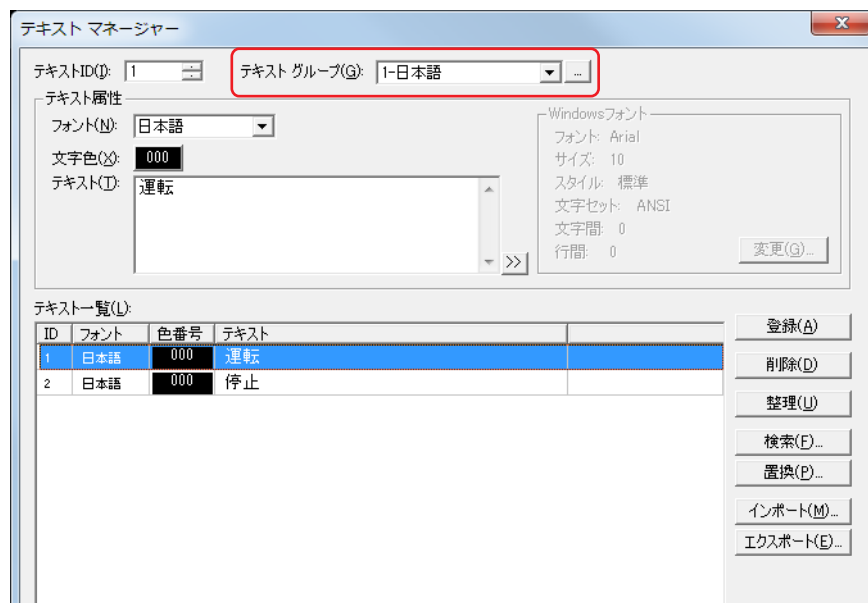 テキスト マネージャー
x
テキストID(I): 1
テキスト グループ(G): 1-日本語 ...
テキスト属性
フォント(N): 日本語
文字色(X): 000
テキスト(T): 運転
>>
Windowsフォント
フォント: Arial
サイズ: 10
スタイル: 標準
文字セット: ANSI
文字間: 0
行間: 0
変更(G)...
テキスト一覧(L):
ID フォント 色番号 テキスト
1 日本語 000 運転
2 日本語 000 停止
登録(A)
削除(D)
整理(U)
検索(F)...
置換(P)...
インポート(M)...
エクスポート(E)...